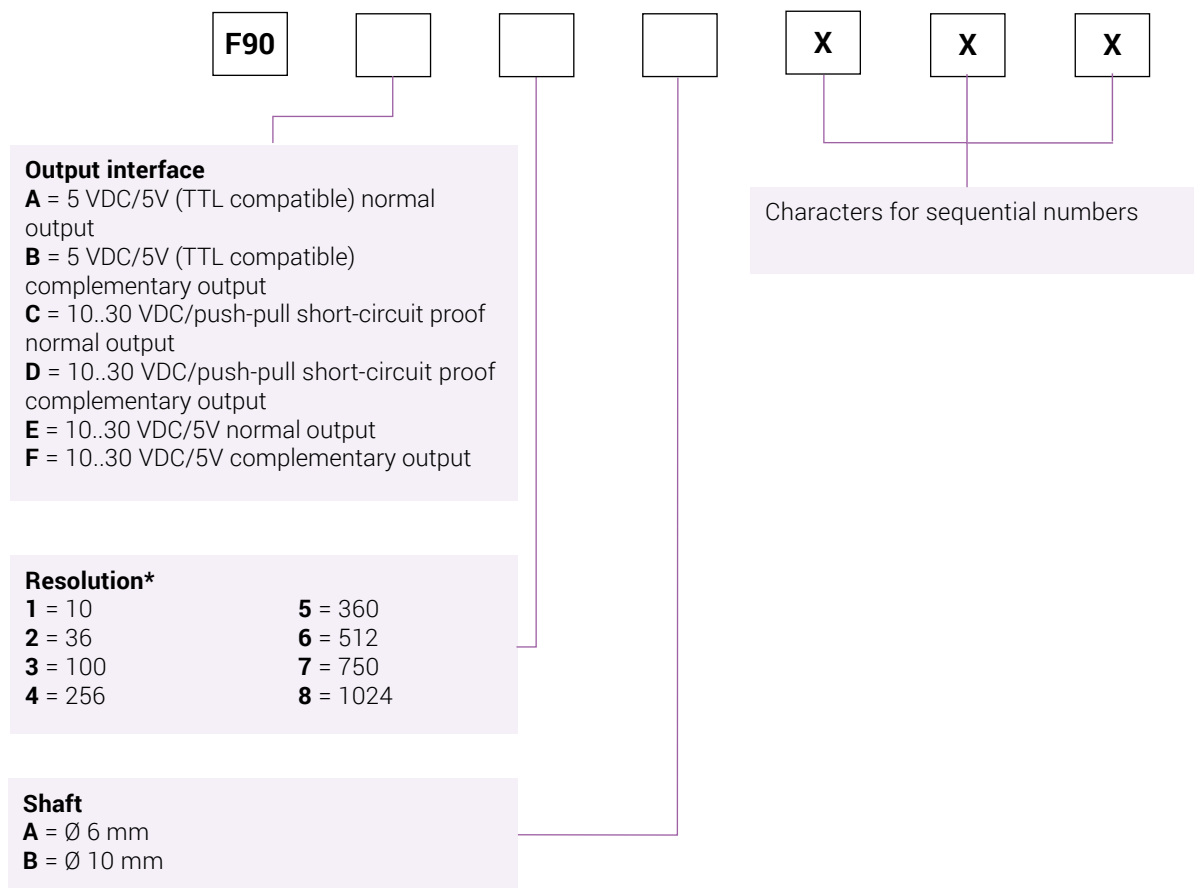 F90 X X X
Output interface
A = 5 VDC/5V (TTL compatible) normal
output
B = 5 VDC/5V (TTL compatible)
complementary output
C = 10..30 VDC/push-pull short-circuit proof
normal output
D = 10..30 VDC/push-pull short-circuit proof
complementary output
E = 10..30 VDC/5V normal output
F = 10..30 VDC/5V complementary output
Characters for sequential numbers
Resolution*
1 = 10 5 = 360
2 = 36 6 = 512
3 = 100 7 = 750
4 = 256 8 = 1024
Shaft
A = Ø 6 mm
B = Ø 10 mm